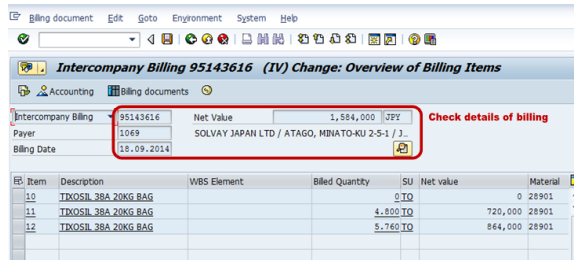 Billing document Edit Goto Environment System Help
Intercompany Billing 95143616 (IV) Change: Overview of Billing Items
Accounting Billing documents
Intercompany Billing 95143616 Net Value 1,584,000 JPY Check details of billing
Payer 1069 SOLVAY JAPAN LTD / ATAGO, MINATO-KU 2-5-1 / J..
Billing Date 18.09.2014
Item Description WBS Element Billed Quantity SU Net value Material
10 TIXOSIL 38A 20KG BAG 0 TO 0 28901
11 TIXOSIL 38A 20KG BAG 4.800 TO 720,000 28901
12 TIXOSIL 38A 20KG BAG 5.760 TO 864,000 28901